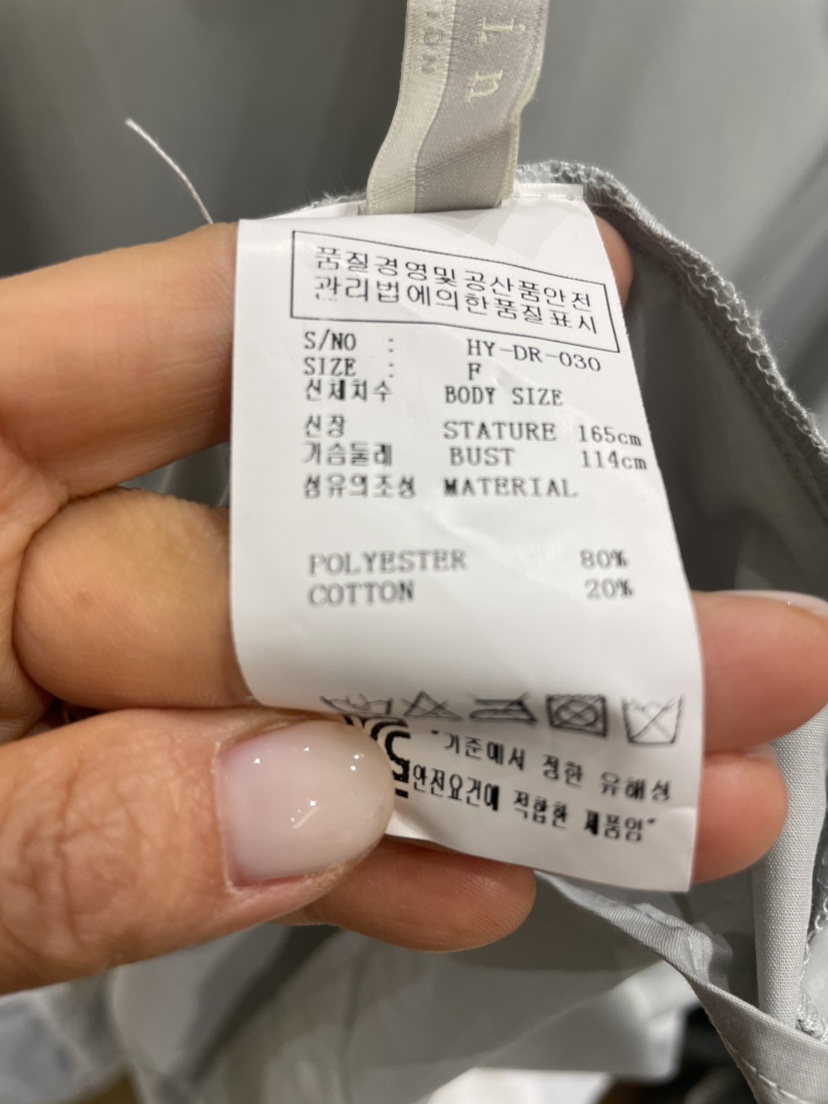 품질경영및공산품안전
관리법에의한품질표시
S/NO : HY-DR-030
SIZE : F
신체치수 BODY SIZE
신장 STATURE 165cm
가슴둘레 BUST 114cm
섬유의조성 MATERIAL
POLYESTER 80%
COTTON 20%
"기준에서 정한 유해성
안전요건에 적합한 제품임"